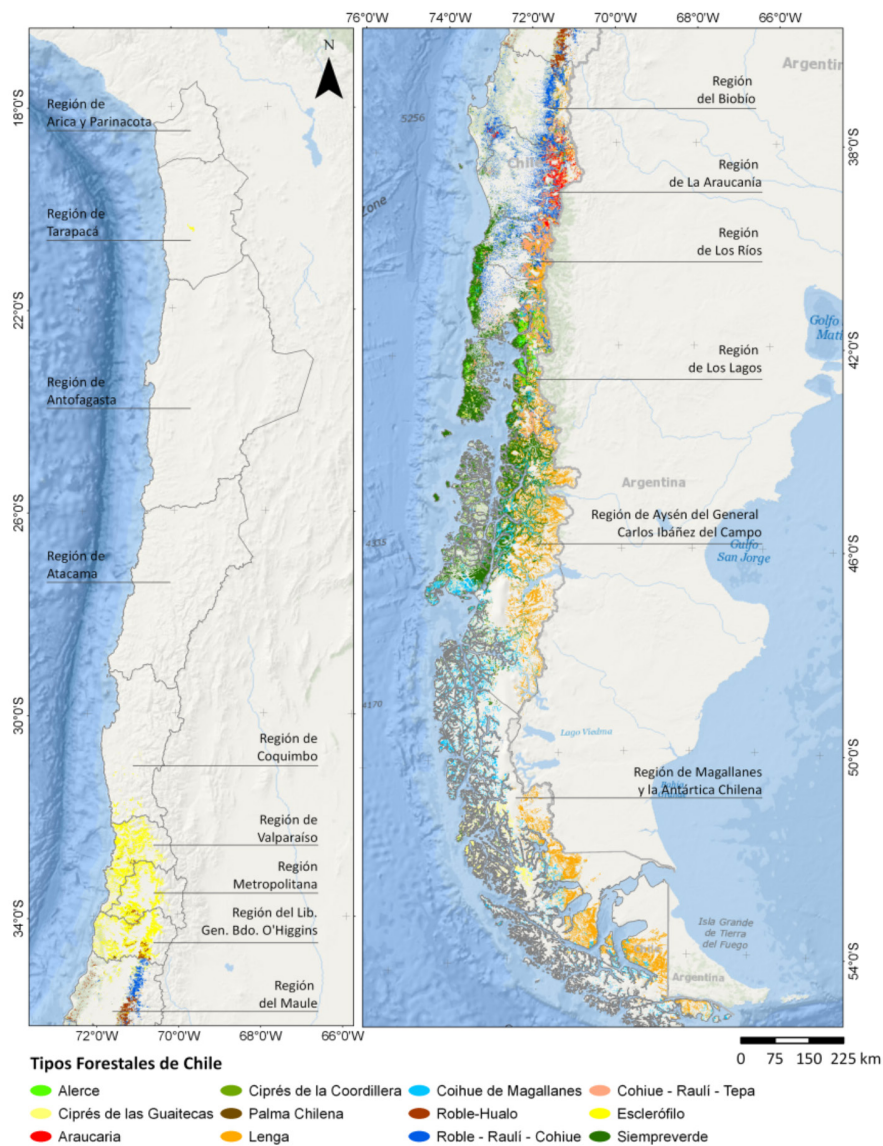 76°0'W 74°0'W 72°0'W 70°0'W 68°0'W 66°0'W
N
18°0'S
22°0'S
26°0'S
30°0'S
34°0'S
Región de
Arica y Parinacota
Región de
Tarapacá
Región de
Antofagasta
Región de
Atacama
Región de
Coquimbo
Región de
Valparaíso
Región
Metropolitana
Región del Lib.
Gen. Bdo. O'Higgins
Región
del Maule
72°0'W 70°0'W 68°0'W 66°0'W
Argentin
Región
del Biobío
5256
Chile
38°0'S
Región
de La Araucanía
Zone
Región
de Los Ríos
Golfo
Mat
42°0'S
Región
de Los Lagos
Argentina
Región de Aysén del General
Carlos Ibáñez del Campo
Gulfo
San Jorge
46°0'S
4170
Lago Viedma
50°0'S
Región de Magallanes
y la Antártica Chilena
Isla Grande
de Tierra
del Fuego
54°0'S
Argentina
0 75 150 225 km
Tipos Forestales de Chile
Alerce
Ciprés de las Guaitecas
Araucaria
Ciprés de la Coordillera
Palma Chilena
Lenga
Coihue de Magallanes
Roble-Hualo
Roble - Raulí - Cohiue
Cohiue - Raulí - Tepa
Esclerófilo
Siempreverde